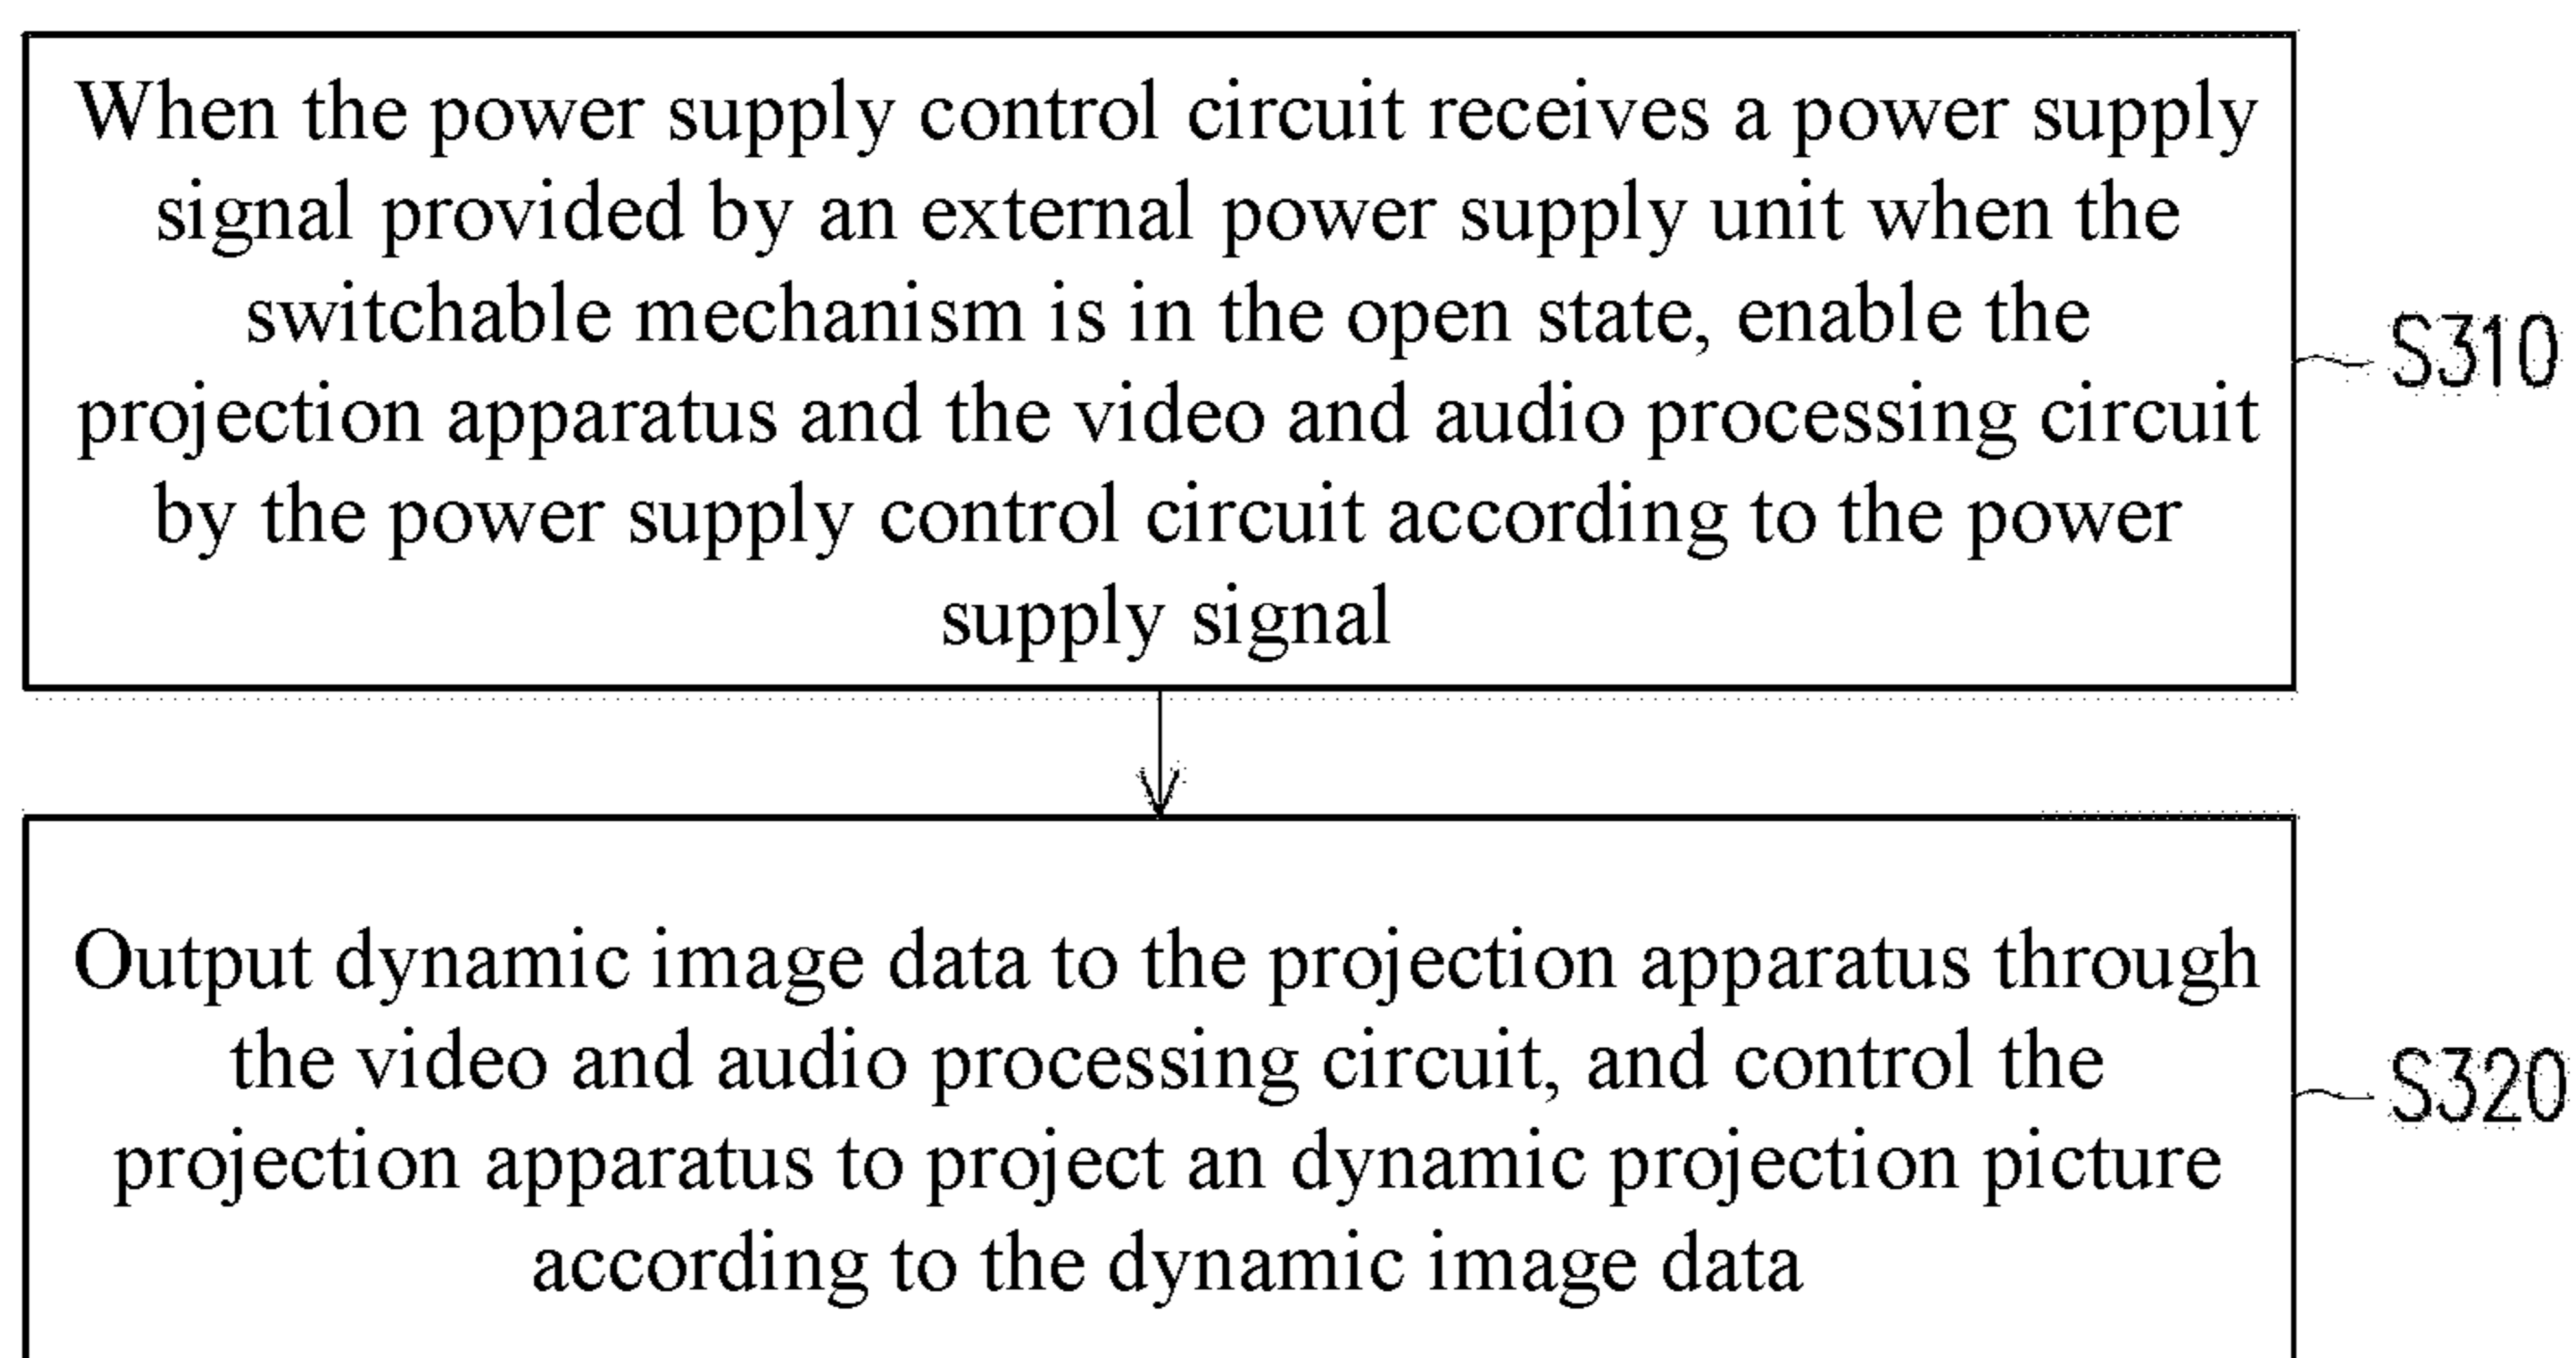 When the power supply control circuit receives a power supply
signal provided by an external power supply unit when the
switchable mechanism is in the open state, enable the
projection apparatus and the video and audio processing circuit
by the power supply control circuit according to the power
supply signal
S310
Output dynamic image data to the projection apparatus through
the video and audio processing circuit, and control the
projection apparatus to project an dynamic projection picture
according to the dynamic image data
S320